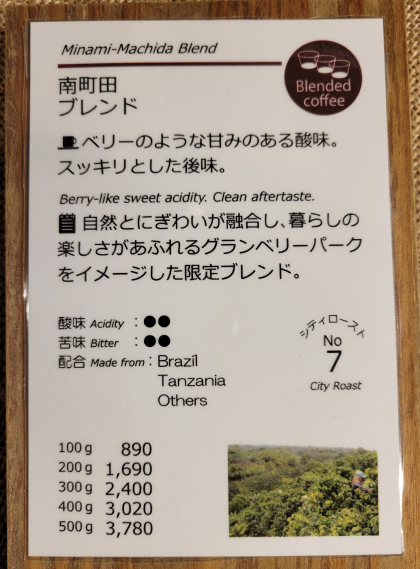 Minami-Machida Blend
Blended
coffee
南町田
ブレンド
ベリーのような甘みのある酸味。
スッキリとした後味。
Berry-like sweet acidity. Clean aftertaste.
自然とにぎわいが融合し、暮らしの
楽しさがあふれるグランベリーパーク
をイメージした限定ブレンド。
酸味 Acidity :●●
苦味 Bitter :●●
配合 Made from : Brazil
Tanzania
Others
シティロースト
No
7
City Roast
100g 890
200g 1,690
300g 2,400
400g 3,020
500g 3,780